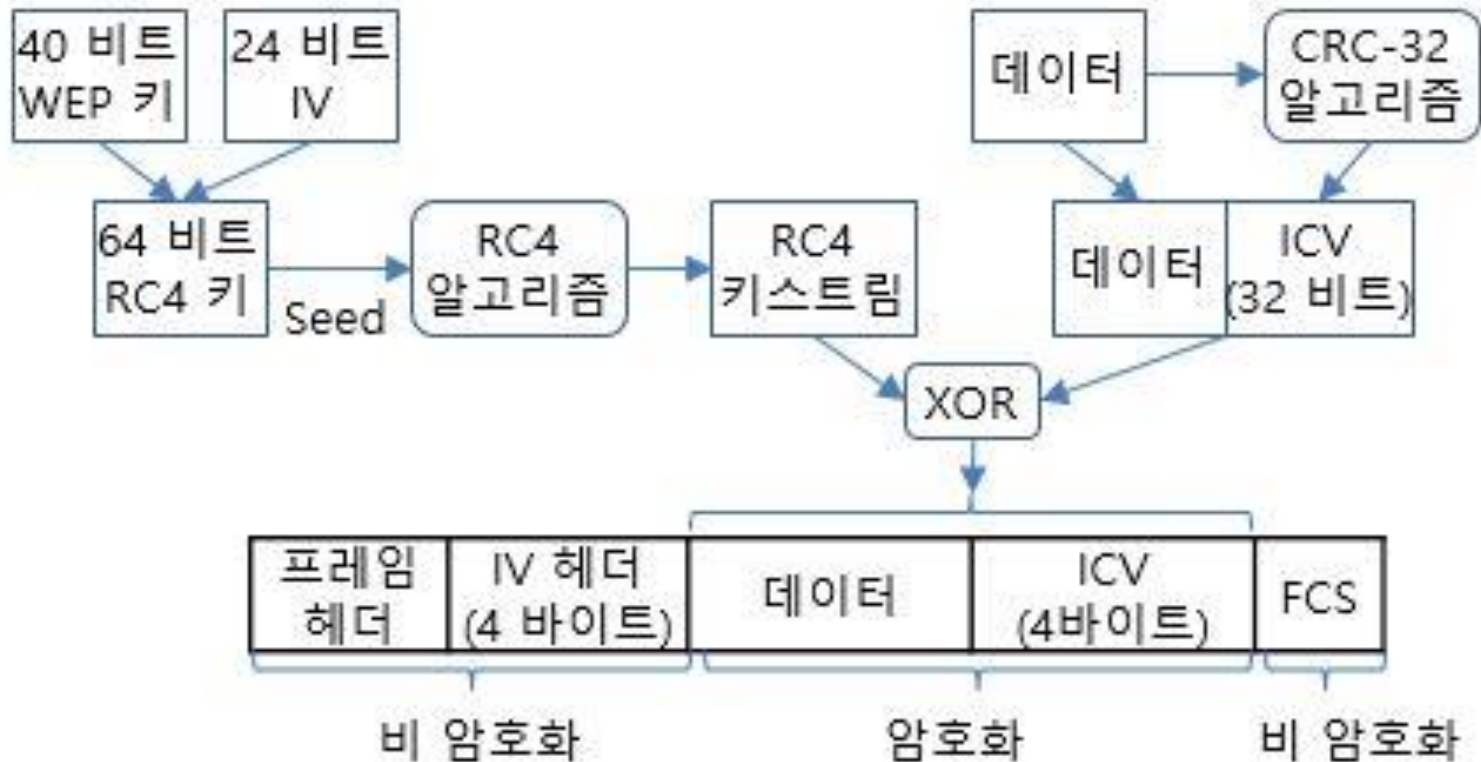 40 비트
WEP 키
24 비트
IV
데이터
CRC-32
알고리즘
64 비트
RC4 키
Seed
RC4
알고리즘
RC4
키스트림
데이터
ICV
(32 비트)
XOR
프레임
헤더
IV 헤더
(4 바이트)
데이터
ICV
(4바이트)
FCS
비 암호화
암호화
비 암호화